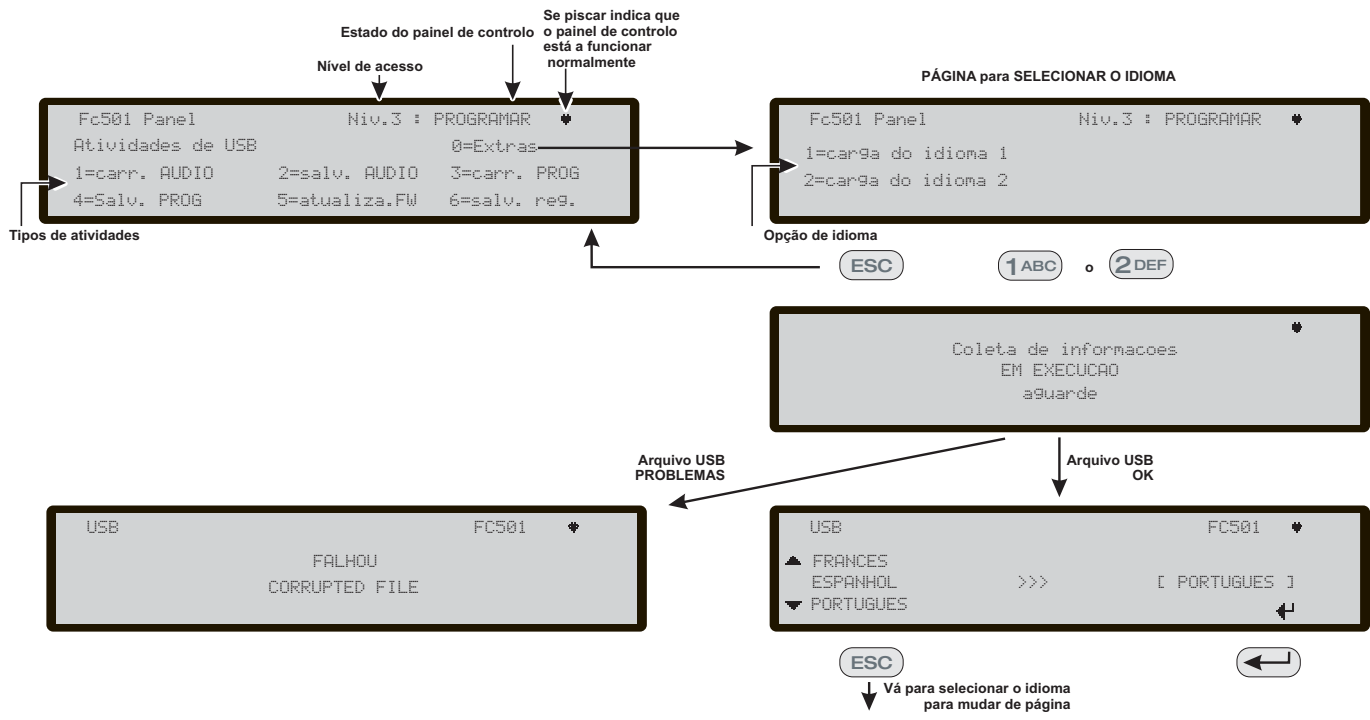 Se piscar indica que
o painel de controlo
está a funcionar
normalmente
Estado do painel de controlo
Nível de acesso
Fc501 Panel Niv.3 : PROGRAMAR
Atividades de USB 0=Extras
1=carr. AUDIO 2=salv. AUDIO 3=carr. PROG
4=Salv. PROG 5=atualiza.FW 6=salv. reg.
Tipos de atividades
PÁGINA para SELECIONAR O IDIOMA
Fc501 Panel Niv.3 : PROGRAMAR
1=carga do idioma 1
2=carga do idioma 2
Opção de idioma
ESC 1 ABC o 2 DEF
Coleta de informacoes
EM EXECUCAO
aguarde
Arquivo USB
PROBLEMAS
Arquivo USB
OK
USB FC501
FALHOU
CORRUPTED FILE
USB FC501
FRANCES
ESPANHOL >>> [ PORTUGUES ]
PORTUGUES
ESC
Vá para selecionar o idioma
para mudar de página